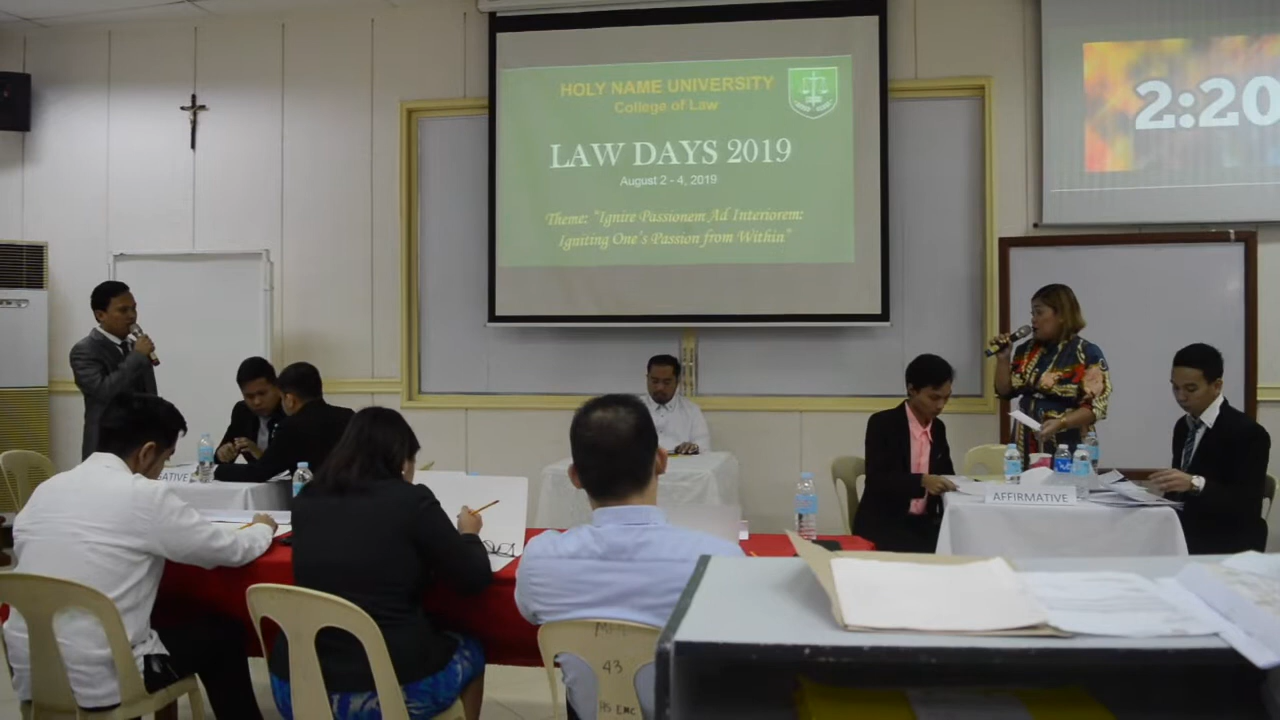 HOLY NAME UNIVERSITY
College of Law
LAW DAYS 2019
August 2 - 4, 2019
Theme: "Ignire Passionem Ad Interiorem:
Igniting One's Passion from Within"
2:20
GATIVE
AFFIRMATIVE
43